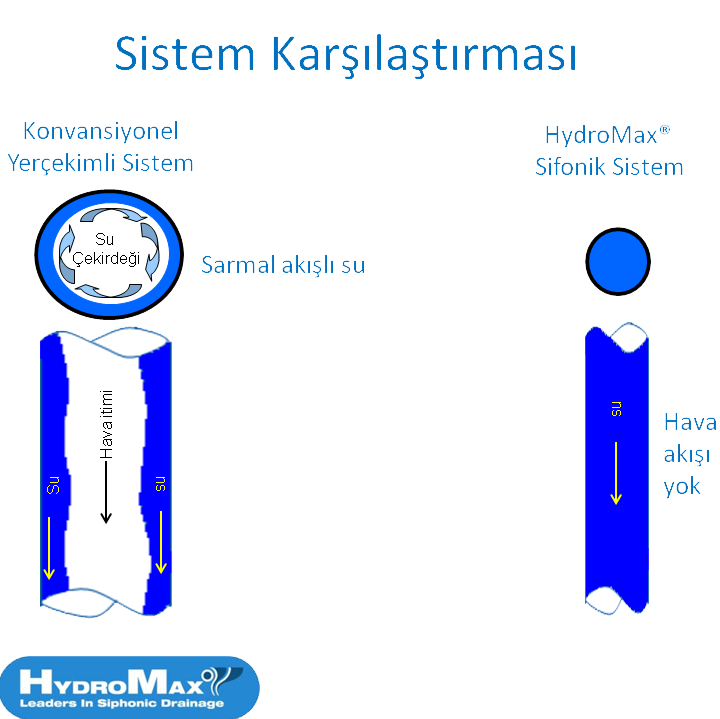 Sistem Karşılaştırması
Konvansiyonel
Yerçekimli Sistem
HydroMax®
Sifonik Sistem
Su
Çekirdeği
Sarmal akışlı su
Hava itimi
Su
su
su
Hava
akışı
yok
HYDROMAX
Leaders In Siphonic Drainage